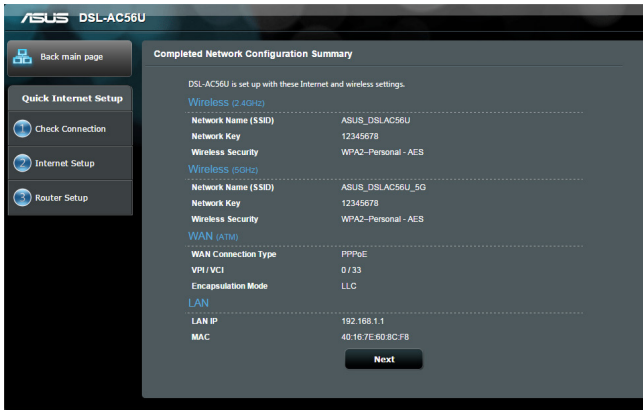 ASUS DSL-AC56U
Back main page
Quick Internet Setup
1 Check Connection
2 Internet Setup
3 Router Setup
Completed Network Configuration Summary
DSL-AC56U is set up with these Internet and wireless settings.
Wireless (2.4GHz)
Network Name (SSID) ASUS_DSLAC56U
Network Key 12345678
Wireless Security WPA2–Personal - AES
Wireless (5GHz)
Network Name (SSID) ASUS_DSLAC56U_5G
Network Key 12345678
Wireless Security WPA2–Personal - AES
WAN (ATM)
WAN Connection Type PPPoE
VPI / VCI 0 / 33
Encapsulation Mode LLC
LAN
LAN IP 192.168.1.1
MAC 40:16:7E:60:8C:F8
Next